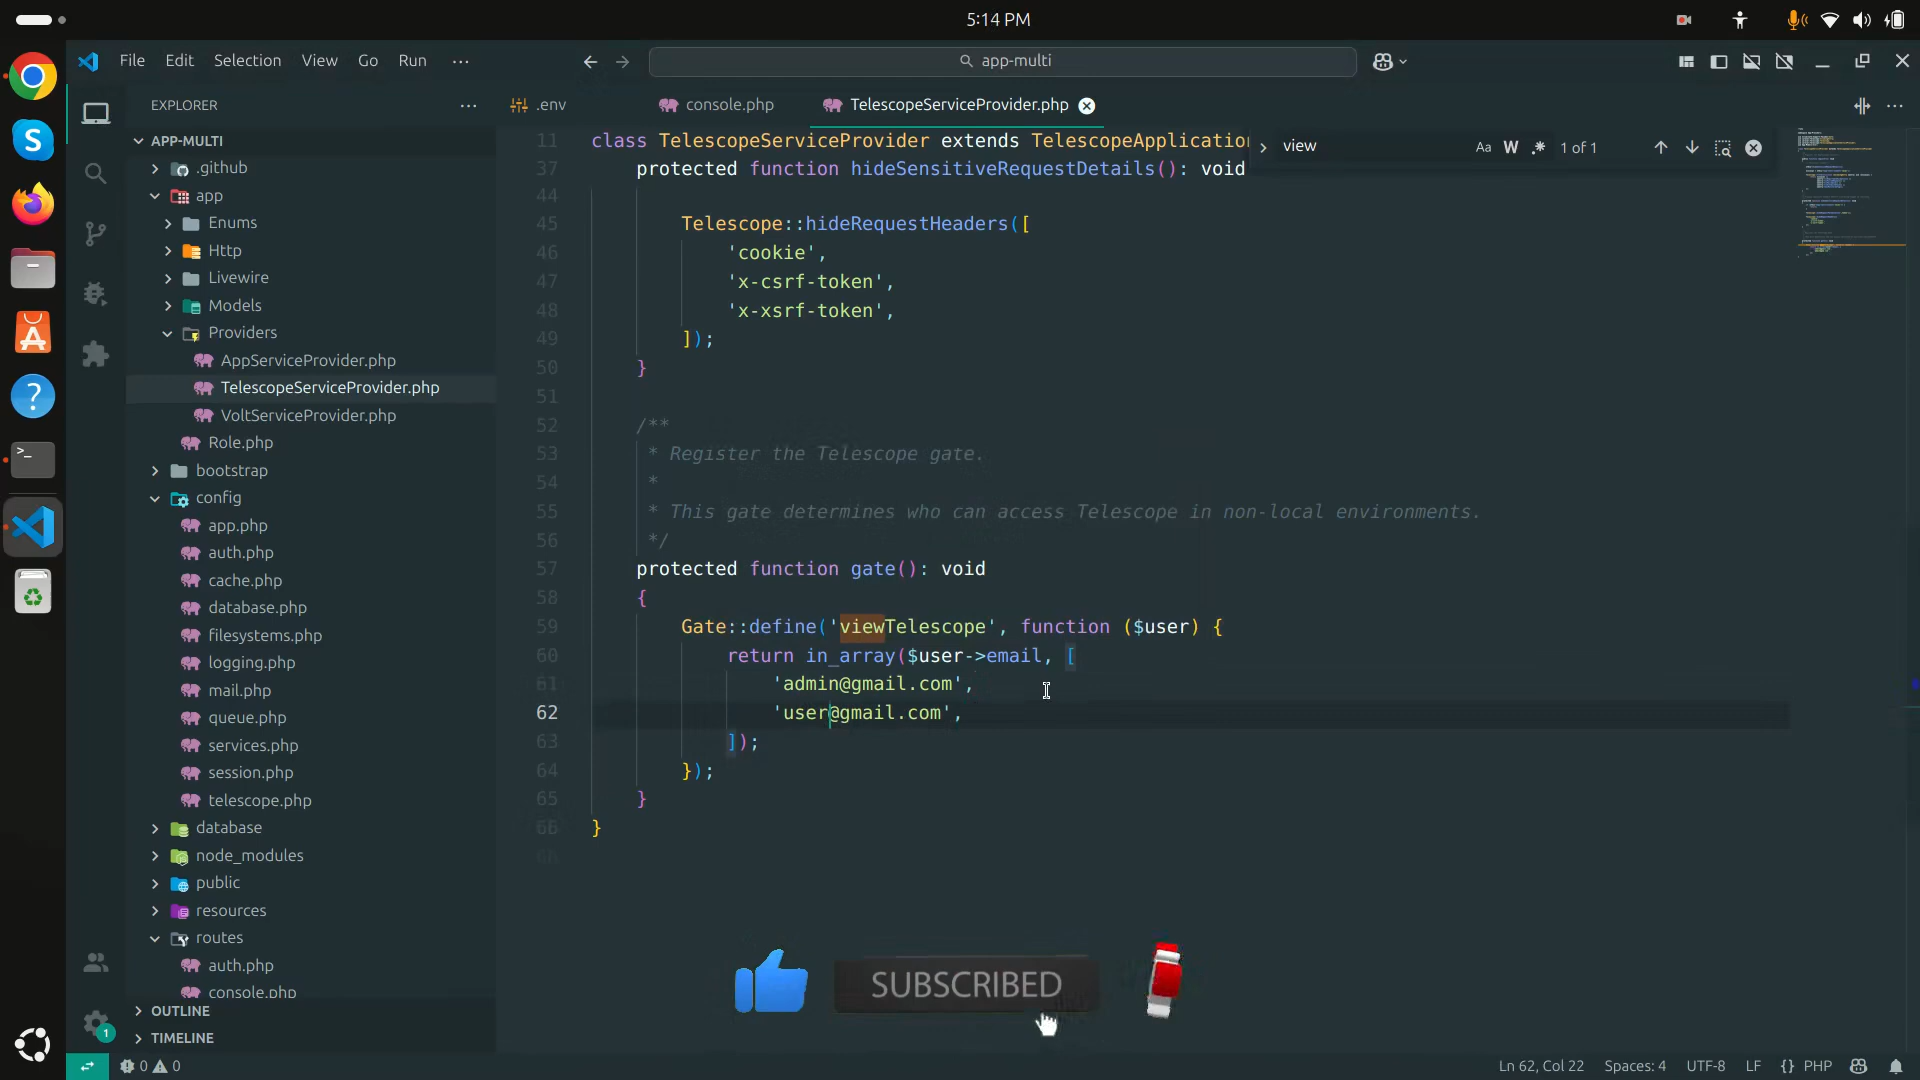 5:14 PM
File Edit Selection View Go Run ···
app-multi
EXPLORER ···
.env
console.php
TelescopeServiceProvider.php
APP-MULTI
.github
app
Enums
Http
Livewire
Models
Providers
AppServiceProvider.php
TelescopeServiceProvider.php
VoltServiceProvider.php
Role.php
bootstrap
config
app.php
auth.php
cache.php
database.php
filesystems.php
logging.php
mail.php
queue.php
services.php
session.php
telescope.php
database
node_modules
public
resources
routes
auth.php
console.php
OUTLINE
TIMELINE
view Aa W .* 1 of 1
11 class TelescopeServiceProvider extends TelescopeApplication
37 protected function hideSensitiveRequestDetails(): void
44
45 Telescope::hideRequestHeaders([
46 'cookie',
47 'x-csrf-token',
48 'x-xsrf-token',
49 ]);
50 }
51
52 /**
53 * Register the Telescope gate.
54 *
55 * This gate determines who can access Telescope in non-local environments.
56 */
57 protected function gate(): void
58 {
59 Gate::define('viewTelescope', function ($user) {
60 return in_array($user->email, [
61 'admin@gmail.com',
62 'user@gmail.com',
63 ]);
64 });
65 }
66 }
SUBSCRIBED
1
0 0
Ln 62, Col 22 Spaces: 4 UTF-8 LF {} PHP